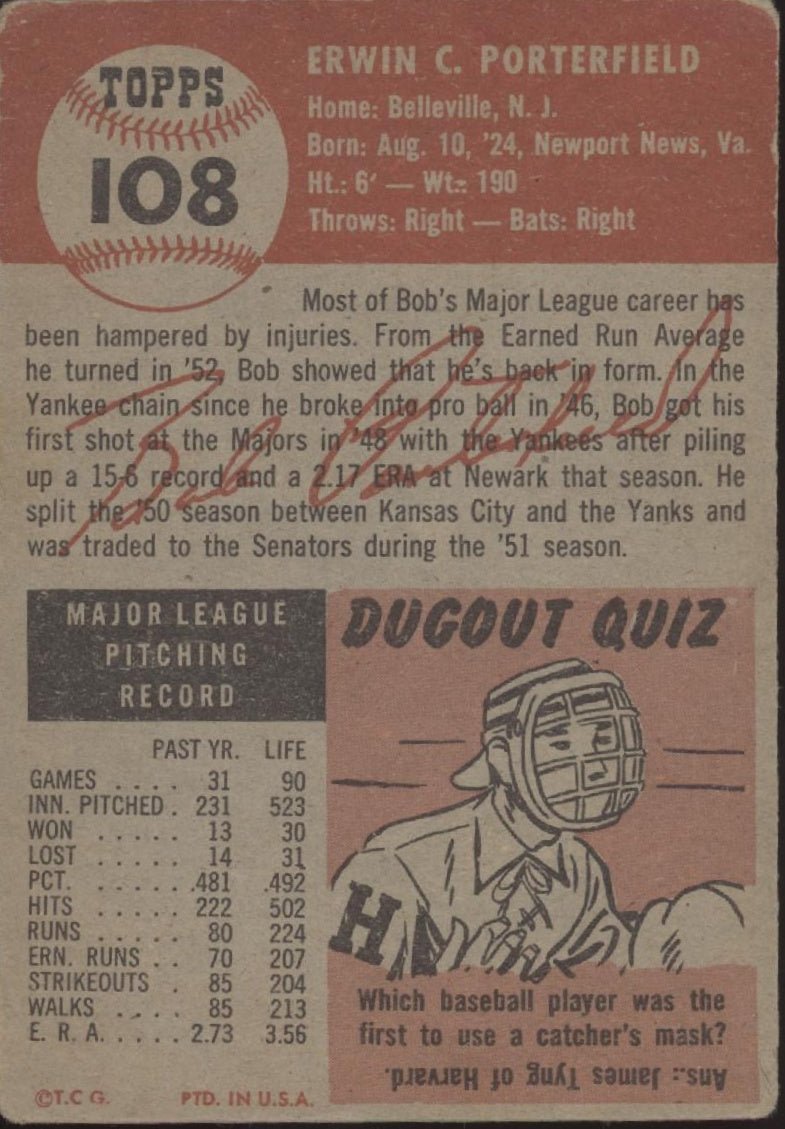 TOPPS
108
ERWIN C. PORTERFIELD
Home: Belleville, N. J.
Born: Aug. 10, '24, Newport News, Va.
Ht.: 6' — Wt.: 190
Throws: Right — Bats: Right
Most of Bob's Major League career has
been hampered by injuries. From the Earned Run Average
he turned in '52, Bob showed that he's back in form. In the
Yankee chain since he broke into pro ball in '46, Bob got his
first shot at the Majors in '48 with the Yankees after piling
up a 15-6 record and a 2.17 ERA at Newark that season. He
split the '50 season between Kansas City and the Yanks and
was traded to the Senators during the '51 season.
Bob Porterfield
MAJOR LEAGUE
PITCHING
RECORD
PAST YR. LIFE
GAMES .... 31 90
INN. PITCHED . 231 523
WON ..... 13 30
LOST ..... 14 31
PCT. ...... .481 .492
HITS ..... 222 502
RUNS ..... 80 224
ERN. RUNS .. 70 207
STRIKEOUTS . 85 204
WALKS .... 85 213
E. R. A. .... 2.73 3.56
©T.C G. PTD. IN U.S.A.
DUGOUT QUIZ
H
Which baseball player was the
first to use a catcher's mask?
Ans.: James Tyng of Harvard.